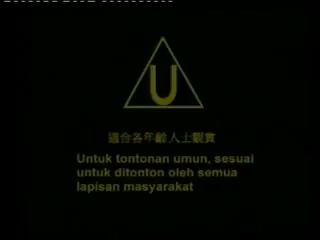 U
適合各年齡人士觀賞
Untuk tontonan umun, sesuai
untuk ditonton oleh semua
lapisan masyarakat